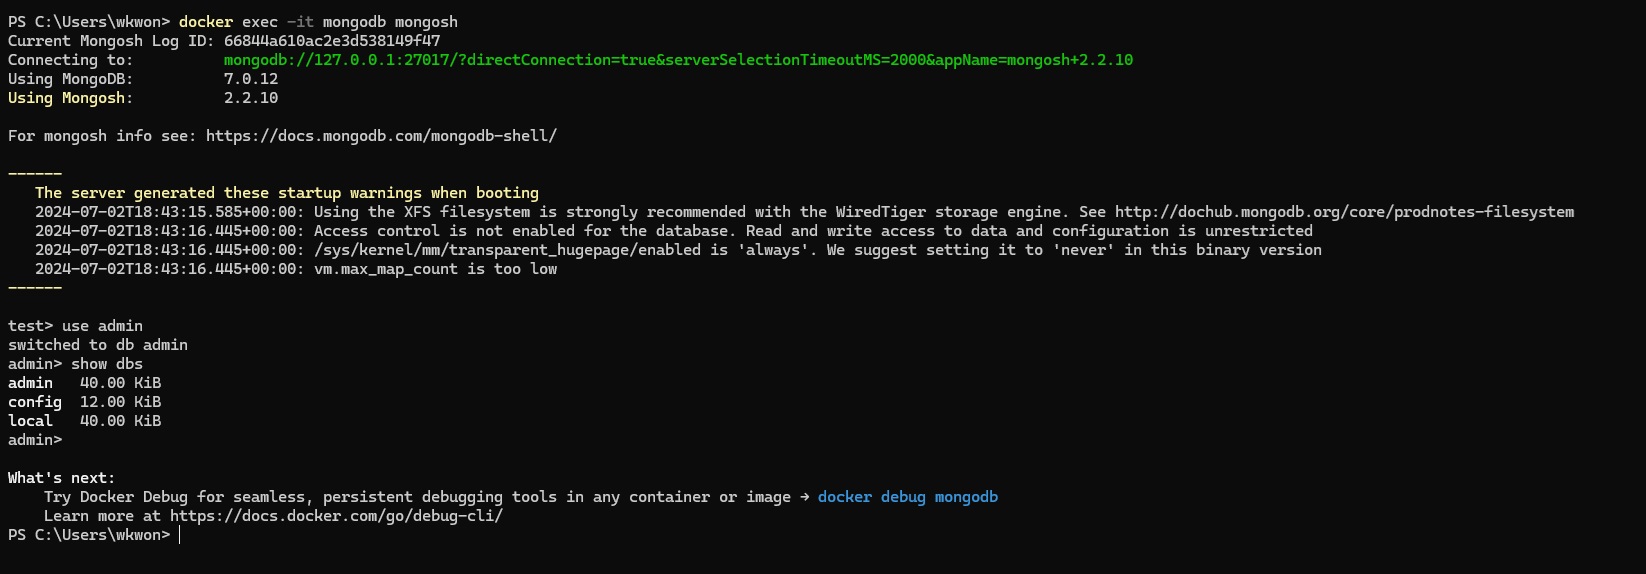 PS C:\Users\wkwon> docker exec -it mongodb mongosh
Current Mongosh Log ID: 66844a610ac2e3d538149f47
Connecting to:          mongodb://127.0.0.1:27017/?directConnection=true&serverSelectionTimeoutMS=2000&appName=mongosh+2.2.10
Using MongoDB:          7.0.12
Using Mongosh:          2.2.10
For mongosh info see: https://docs.mongodb.com/mongodb-shell/
------
   The server generated these startup warnings when booting
   2024-07-02T18:43:15.585+00:00: Using the XFS filesystem is strongly recommended with the WiredTiger storage engine. See http://dochub.mongodb.org/core/prodnotes-filesystem
   2024-07-02T18:43:16.445+00:00: Access control is not enabled for the database. Read and write access to data and configuration is unrestricted
   2024-07-02T18:43:16.445+00:00: /sys/kernel/mm/transparent_hugepage/enabled is 'always'. We suggest setting it to 'never' in this binary version
   2024-07-02T18:43:16.445+00:00: vm.max_map_count is too low
------
test> use admin
switched to db admin
admin> show dbs
admin   40.00 KiB
config  12.00 KiB
local   40.00 KiB
admin>
What's next:
    Try Docker Debug for seamless, persistent debugging tools in any container or image → docker debug mongodb
    Learn more at https://docs.docker.com/go/debug-cli/
PS C:\Users\wkwon>